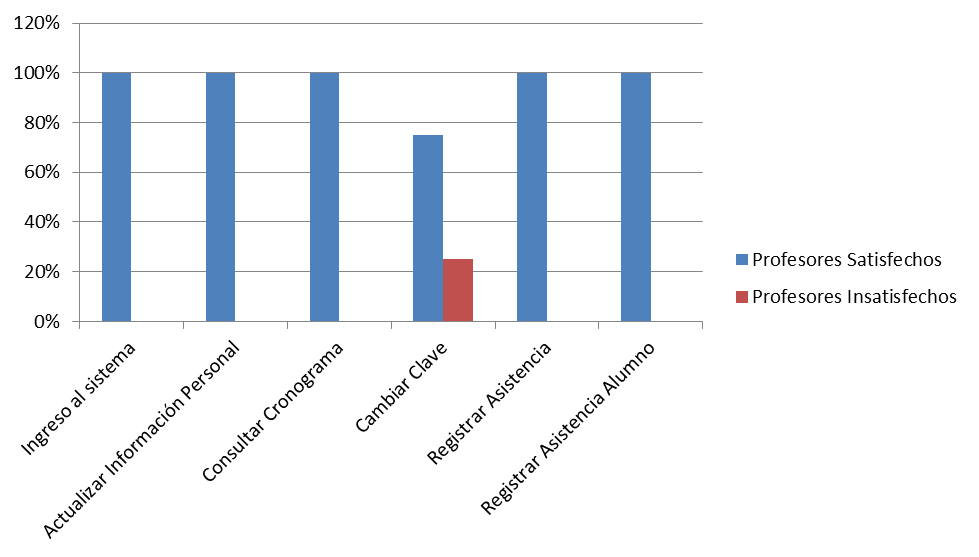 120%
100%
80%
60%
40%
20%
0%
Ingreso al sistema
Actualizar Información Personal
Consultar Cronograma
Cambiar Clave
Registrar Asistencia
Registrar Asistencia Alumno
Profesores Satisfechos
Profesores Insatisfechos